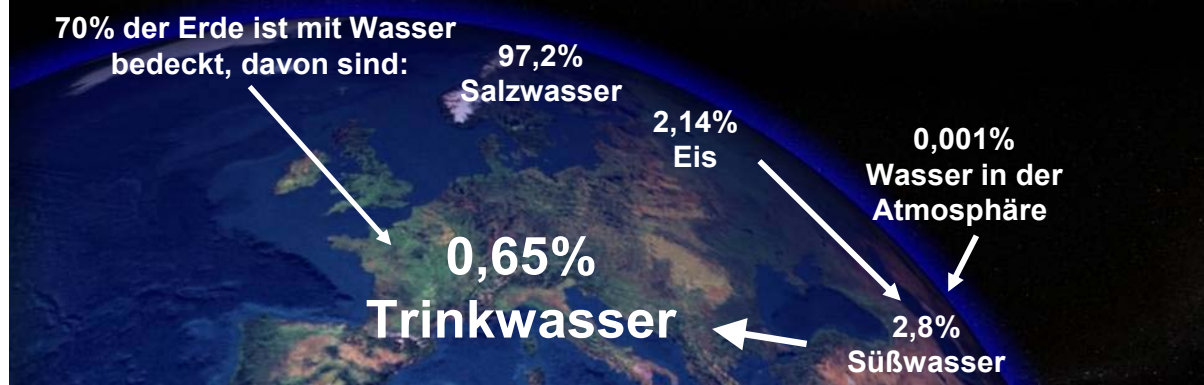 70% der Erde ist mit Wasser
bedeckt, davon sind:
97,2%
Salzwasser
2,14%
Eis
0,001%
Wasser in der
Atmosphäre
0,65%
Trinkwasser
2,8%
Süßwasser